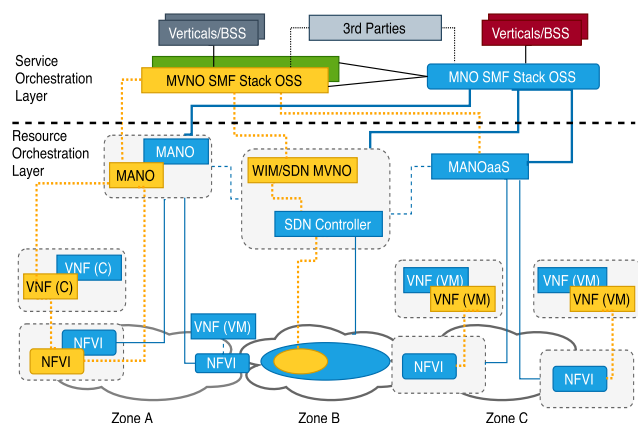 Verticals/BSS
3rd Parties
Verticals/BSS
Service
Orchestration
Layer
MVNO SMF Stack OSS
MNO SMF Stack OSS
Resource
Orchestration
Layer
MANO
MANO
WIM/SDN MVNO
MANOaaS
SDN Controller
VNF (C)
VNF (C)
VNF (VM)
VNF (VM)
VNF (VM)
VNF (VM)
VNF (VM)
NFVI
NFVI
NFVI
NFVI
NFVI
Zone A
Zone B
Zone C